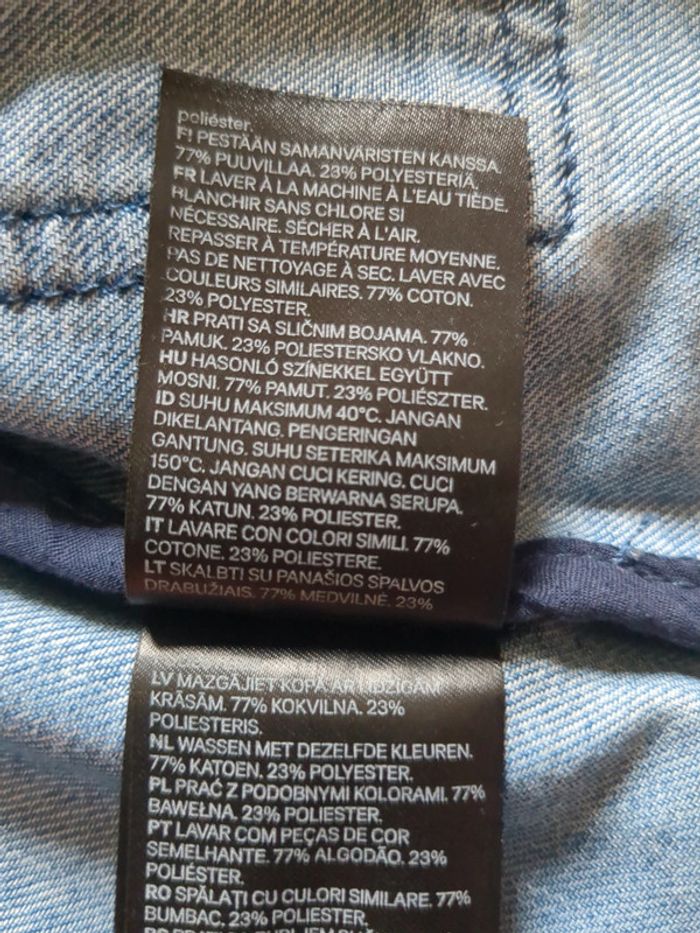 poliéster.
FI PESTÄÄN SAMANVÄRISTEN KANSSA.
77% PUUVILLAA. 23% POLYESTERIÄ.
FR LAVER À LA MACHINE À L'EAU TIÈDE.
BLANCHIR SANS CHLORE SI
NÉCESSAIRE. SÉCHER À L'AIR.
REPASSER À TEMPÉRATURE MOYENNE.
PAS DE NETTOYAGE À SEC. LAVER AVEC
COULEURS SIMILAIRES. 77% COTON.
23% POLYESTER.
HR PRATI SA SLIČNIM BOJAMA. 77%
PAMUK. 23% POLIESTERSKO VLAKNO.
HU HASONLÓ SZÍNEKKEL EGYÜTT
MOSNI. 77% PAMUT. 23% POLIÉSZTER.
ID SUHU MAKSIMUM 40°C. JANGAN
DIKELANTANG. PENGERINGAN
GANTUNG. SUHU SETERIKA MAKSIMUM
150°C. JANGAN CUCI KERING. CUCI
DENGAN YANG BERWARNA SERUPA.
77% KATUN. 23% POLIESTER.
IT LAVARE CON COLORI SIMILI. 77%
COTONE. 23% POLIESTERE.
LT SKALBTI SU PANAŠIOS SPALVOS
DRABUŽIAIS. 77% MEDVILNĖ. 23%
LV MAZGĀJIET KOPĀ AR LĪDZĪGĀM
KRĀSĀM. 77% KOKVILNA. 23%
POLIESTERIS.
NL WASSEN MET DEZELFDE KLEUREN.
77% KATOEN. 23% POLYESTER.
PL PRAĆ Z PODOBNYMI KOLORAMI. 77%
BAWEŁNA. 23% POLIESTER.
PT LAVAR COM PEÇAS DE COR
SEMELHANTE. 77% ALGODÃO. 23%
POLIÉSTER.
RO SPĂLAȚI CU CULORI SIMILARE. 77%
BUMBAC. 23% POLIESTER.